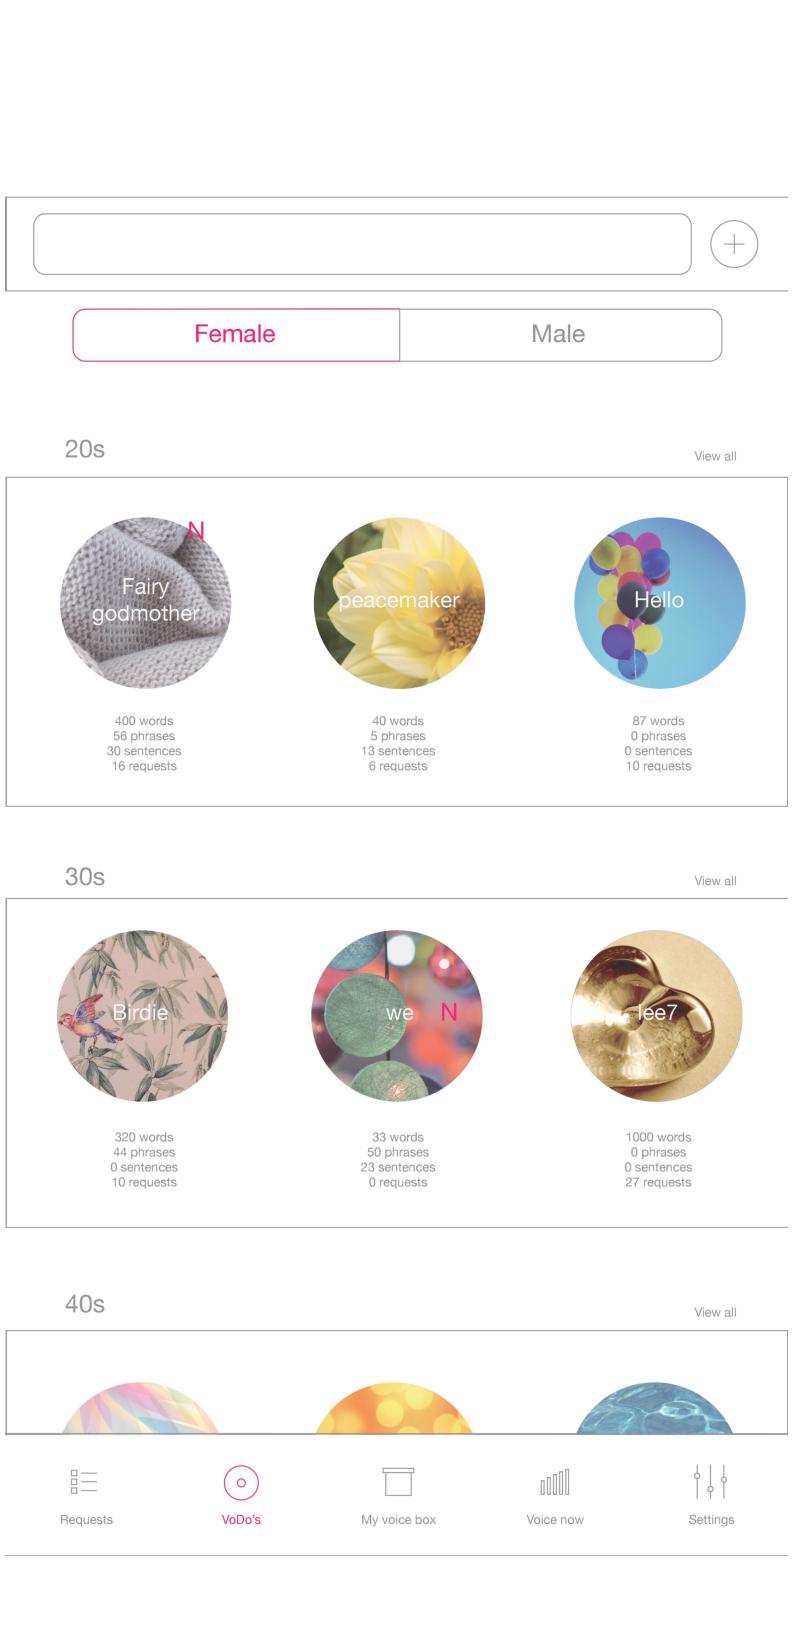 Female
Male
20s
View all
N
Fairy
godmother
peacemaker
Hello
400 words
56 phrases
30 sentences
16 requests
40 words
5 phrases
13 sentences
6 requests
87 words
0 phrases
0 sentences
10 requests
30s
View all
Birdie
we
N
lee7
320 words
44 phrases
0 sentences
10 requests
33 words
50 phrases
23 sentences
0 requests
1000 words
0 phrases
0 sentences
27 requests
40s
View all
Requests
VoDo's
My voice box
Voice now
Settings